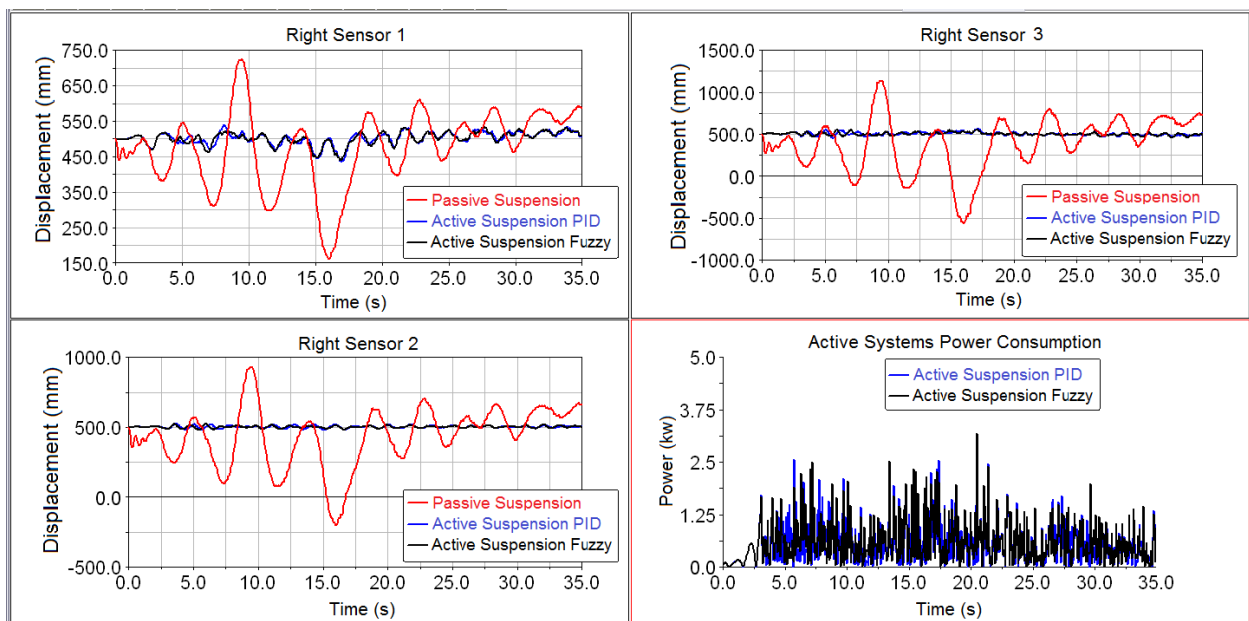 Right Sensor 1
Displacement (mm)
750.0
650.0
550.0
450.0
350.0
250.0
150.0
0.0 5.0 10.0 15.0 20.0 25.0 30.0 35.0
Time (s)
Passive Suspension
Active Suspension PID
Active Suspension Fuzzy
Right Sensor 3
Displacement (mm)
1500.0
1000.0
500.0
0.0
-500.0
-1000.0
0.0 5.0 10.0 15.0 20.0 25.0 30.0 35.0
Time (s)
Passive Suspension
Active Suspension PID
Active Suspension Fuzzy
Right Sensor 2
Displacement (mm)
1000.0
500.0
0.0
-500.0
0.0 5.0 10.0 15.0 20.0 25.0 30.0 35.0
Time (s)
Passive Suspension
Active Suspension PID
Active Suspension Fuzzy
Active Systems Power Consumption
Power (kw)
5.0
3.75
2.5
1.25
0.0
0.0 5.0 10.0 15.0 20.0 25.0 30.0 35.0
Time (s)
Active Suspension PID
Active Suspension Fuzzy